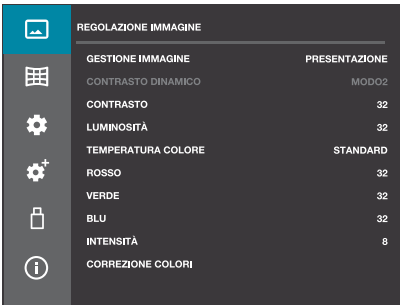 REGOLAZIONE IMMAGINE
GESTIONE IMMAGINE PRESENTAZIONE
CONTRASTO DINAMICO MODO2
CONTRASTO 32
LUMINOSITÀ 32
TEMPERATURA COLORE STANDARD
ROSSO 32
VERDE 32
BLU 32
INTENSITÀ 8
CORREZIONE COLORI